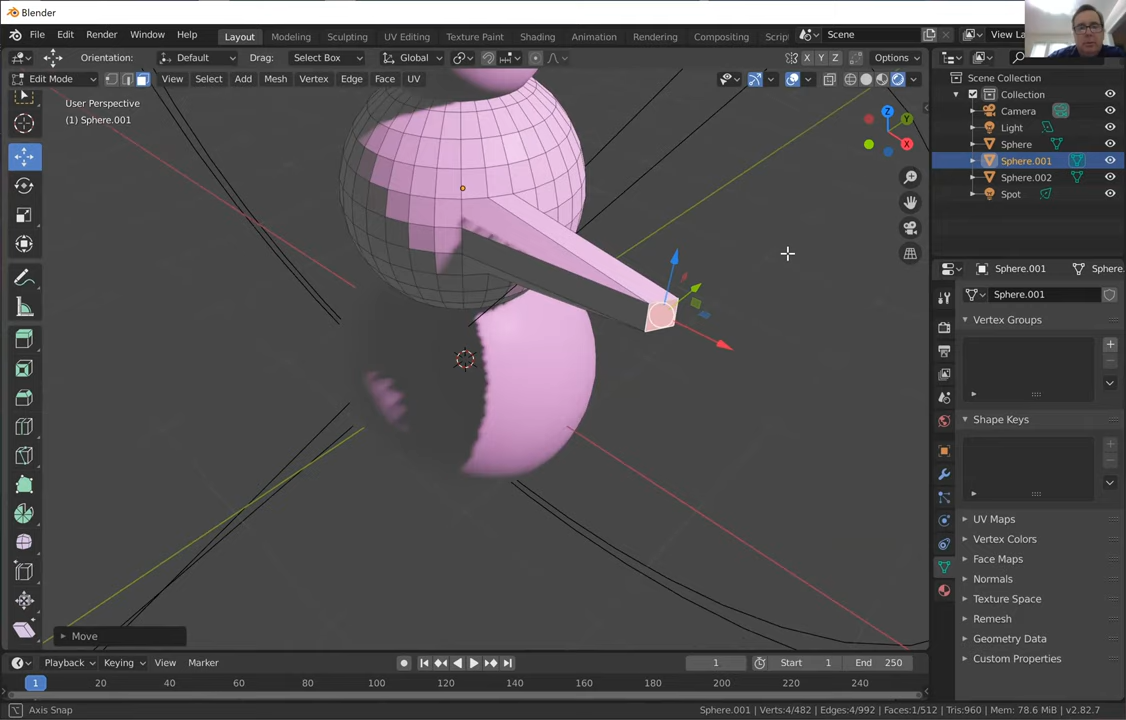 Blender
File Edit Render Window Help Layout Modeling Sculpting UV Editing Texture Paint Shading Animation Rendering Compositing Scrip Scene View La
Orientation: Default Drag: Select Box Global X Y Z Options
Edit Mode View Select Add Mesh Vertex Edge Face UV
User Perspective
(1) Sphere.001
Z
Y
X
Scene Collection
Collection
Camera
Light
Sphere
Sphere.001
Sphere.002
Spot
Sphere.001 Sphere.
Sphere.001
Vertex Groups
Shape Keys
UV Maps
Vertex Colors
Face Maps
Normals
Texture Space
Remesh
Geometry Data
Custom Properties
Move
Playback Keying View Marker 1 Start 1 End 250
1 20 40 60 80 100 120 140 160 180 200 220 240
Axis Snap Sphere.001 | Verts:4/482 | Edges:4/992 | Faces:1/512 | Tris:960 | Mem: 78.6 MiB | v2.82.7